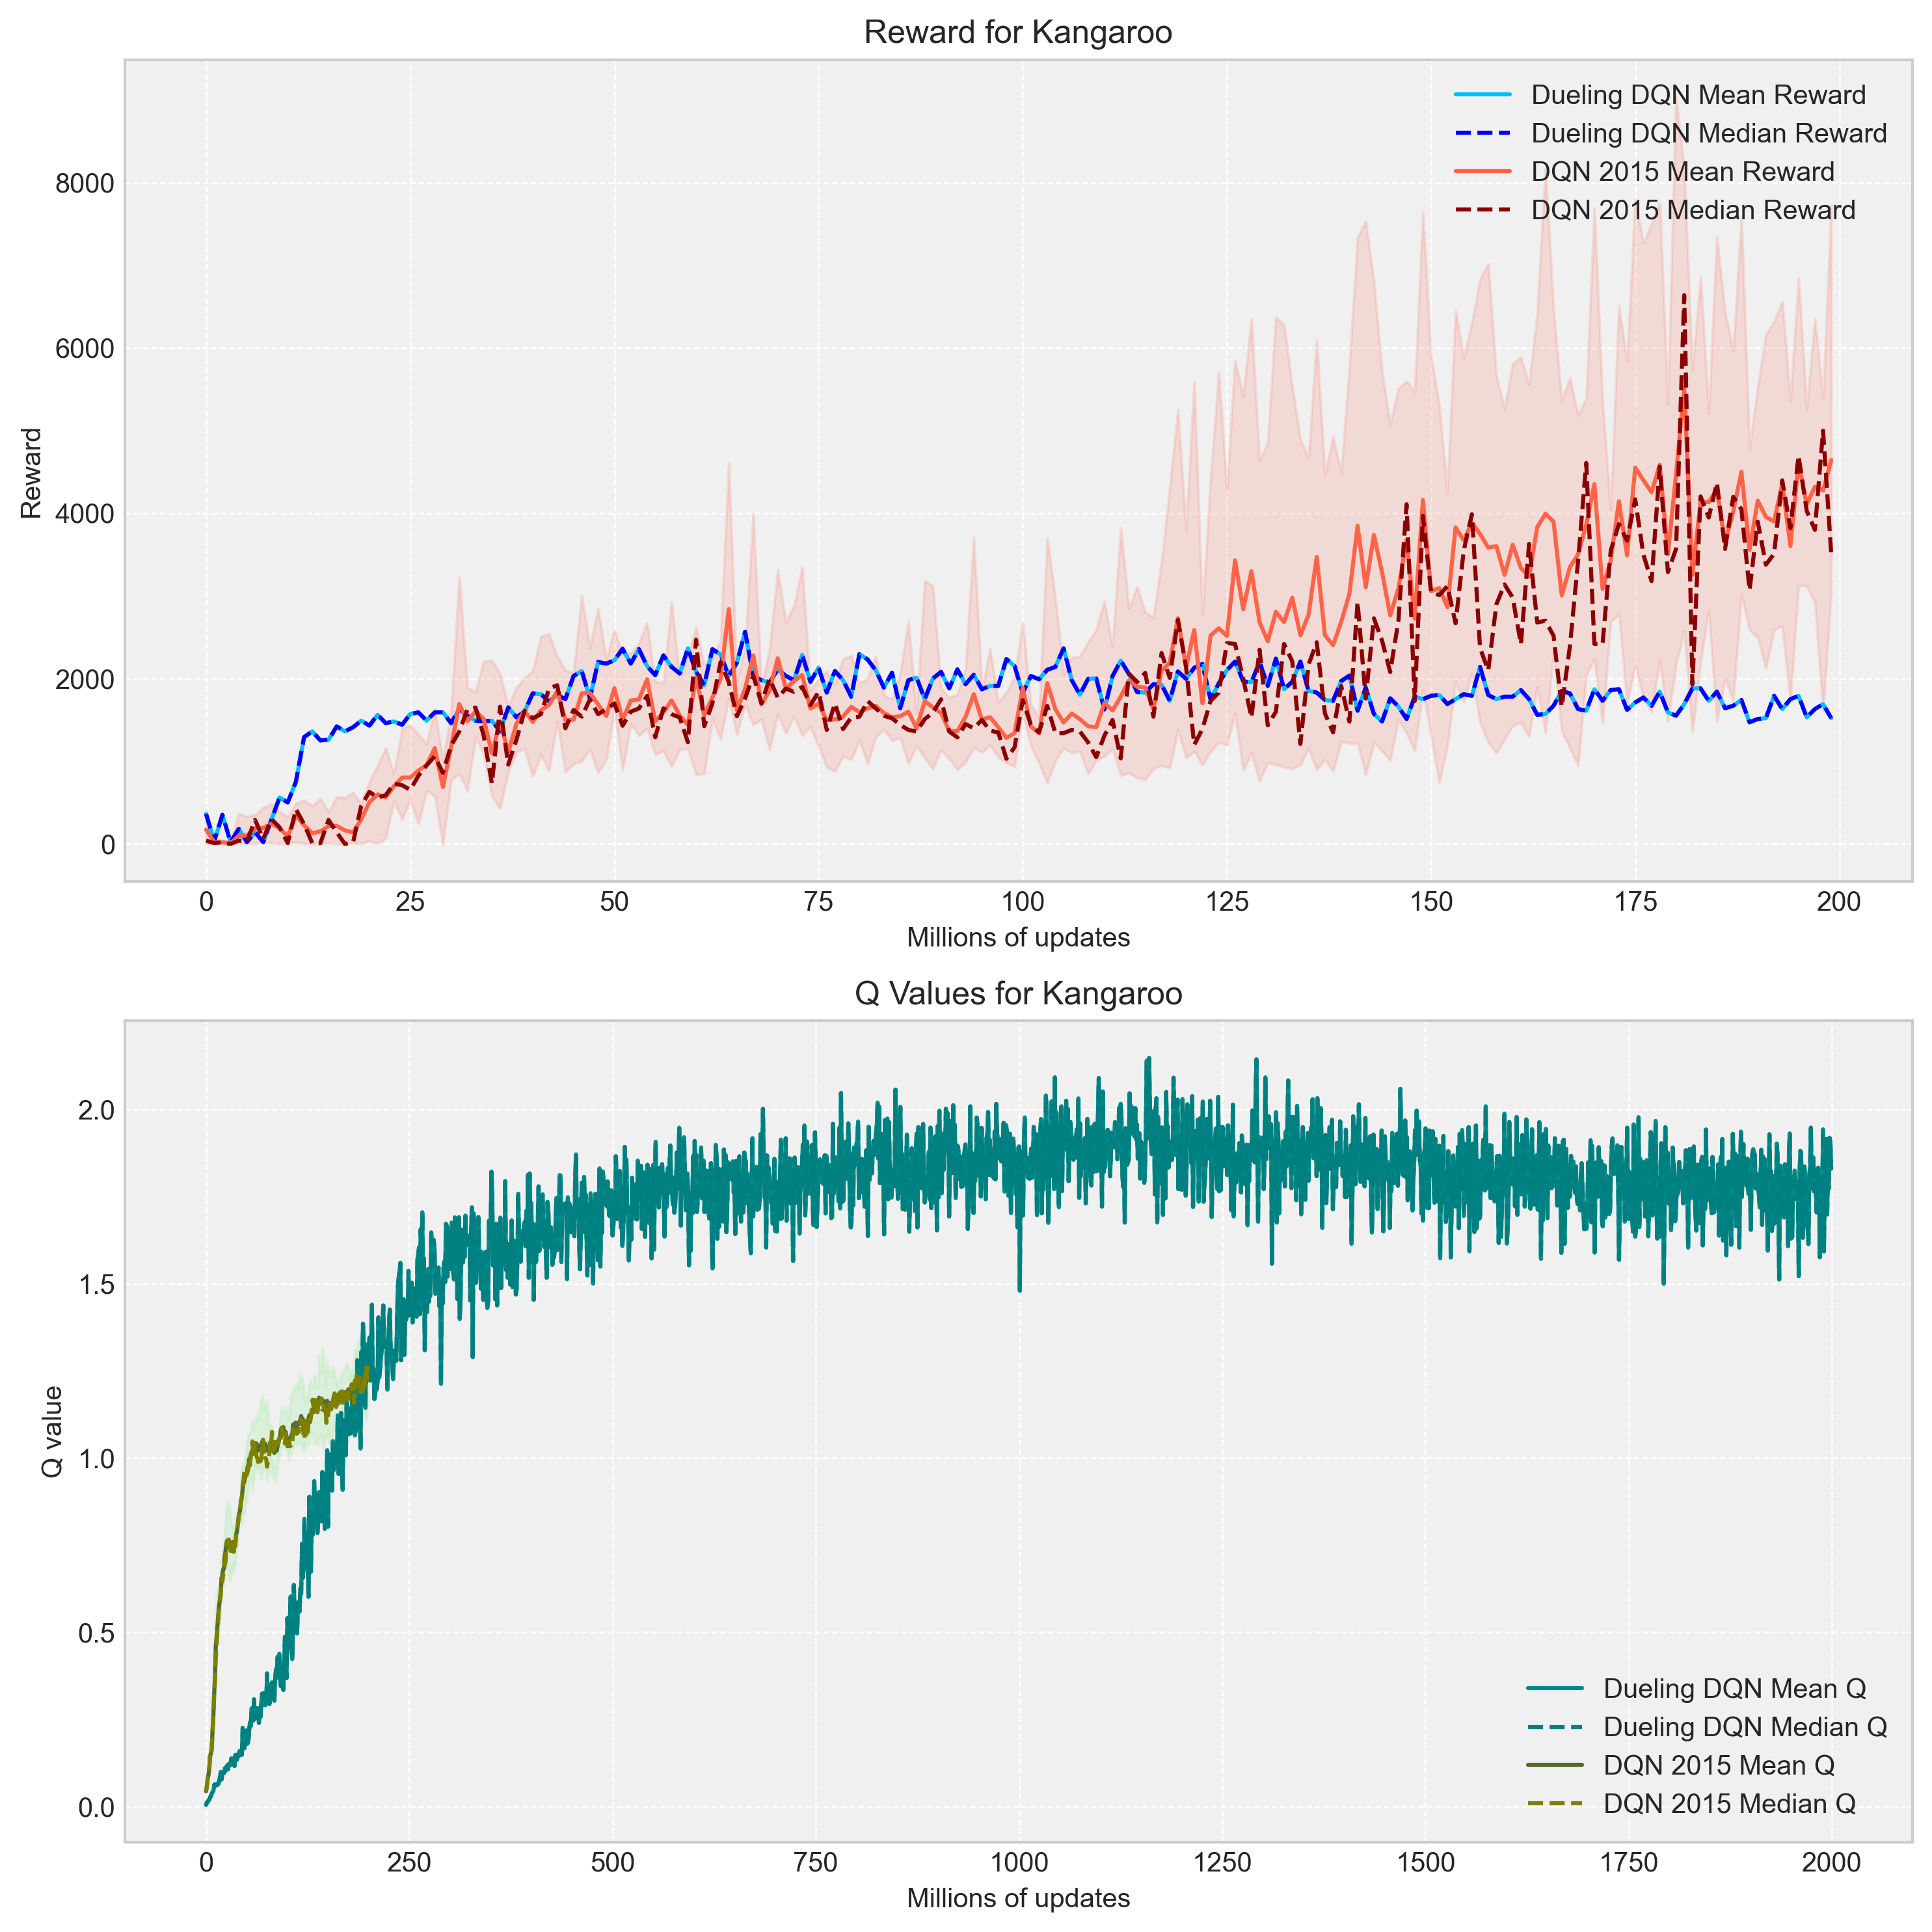 Reward for Kangaroo
Dueling DQN Mean Reward
Dueling DQN Median Reward
DQN 2015 Mean Reward
DQN 2015 Median Reward
Reward
8000
6000
4000
2000
0
0 25 50 75 100 125 150 175 200
Millions of updates
Q Values for Kangaroo
Q value
2.0
1.5
1.0
0.5
0.0
Dueling DQN Mean Q
Dueling DQN Median Q
DQN 2015 Mean Q
DQN 2015 Median Q
0 250 500 750 1000 1250 1500 1750 2000
Millions of updates